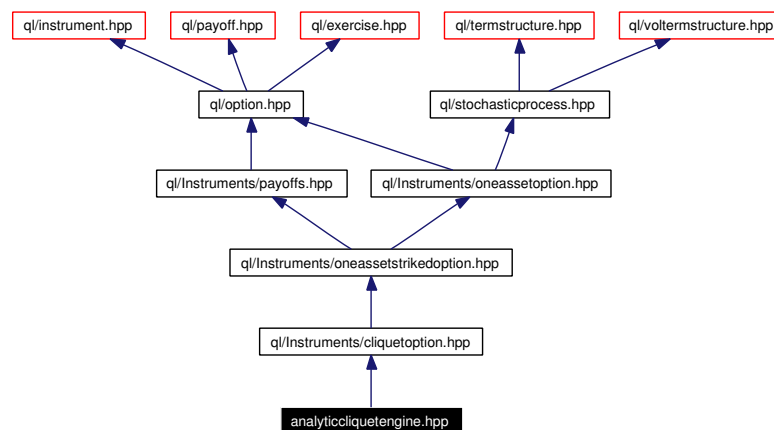 ql/instrument.hpp
ql/payoff.hpp
ql/exercise.hpp
ql/termstructure.hpp
ql/voltermstructure.hpp
ql/option.hpp
ql/stochasticprocess.hpp
ql/Instruments/payoffs.hpp
ql/Instruments/oneassetoption.hpp
ql/Instruments/oneassetstrikedoption.hpp
ql/Instruments/cliquetoption.hpp
analyticcliquetengine.hpp